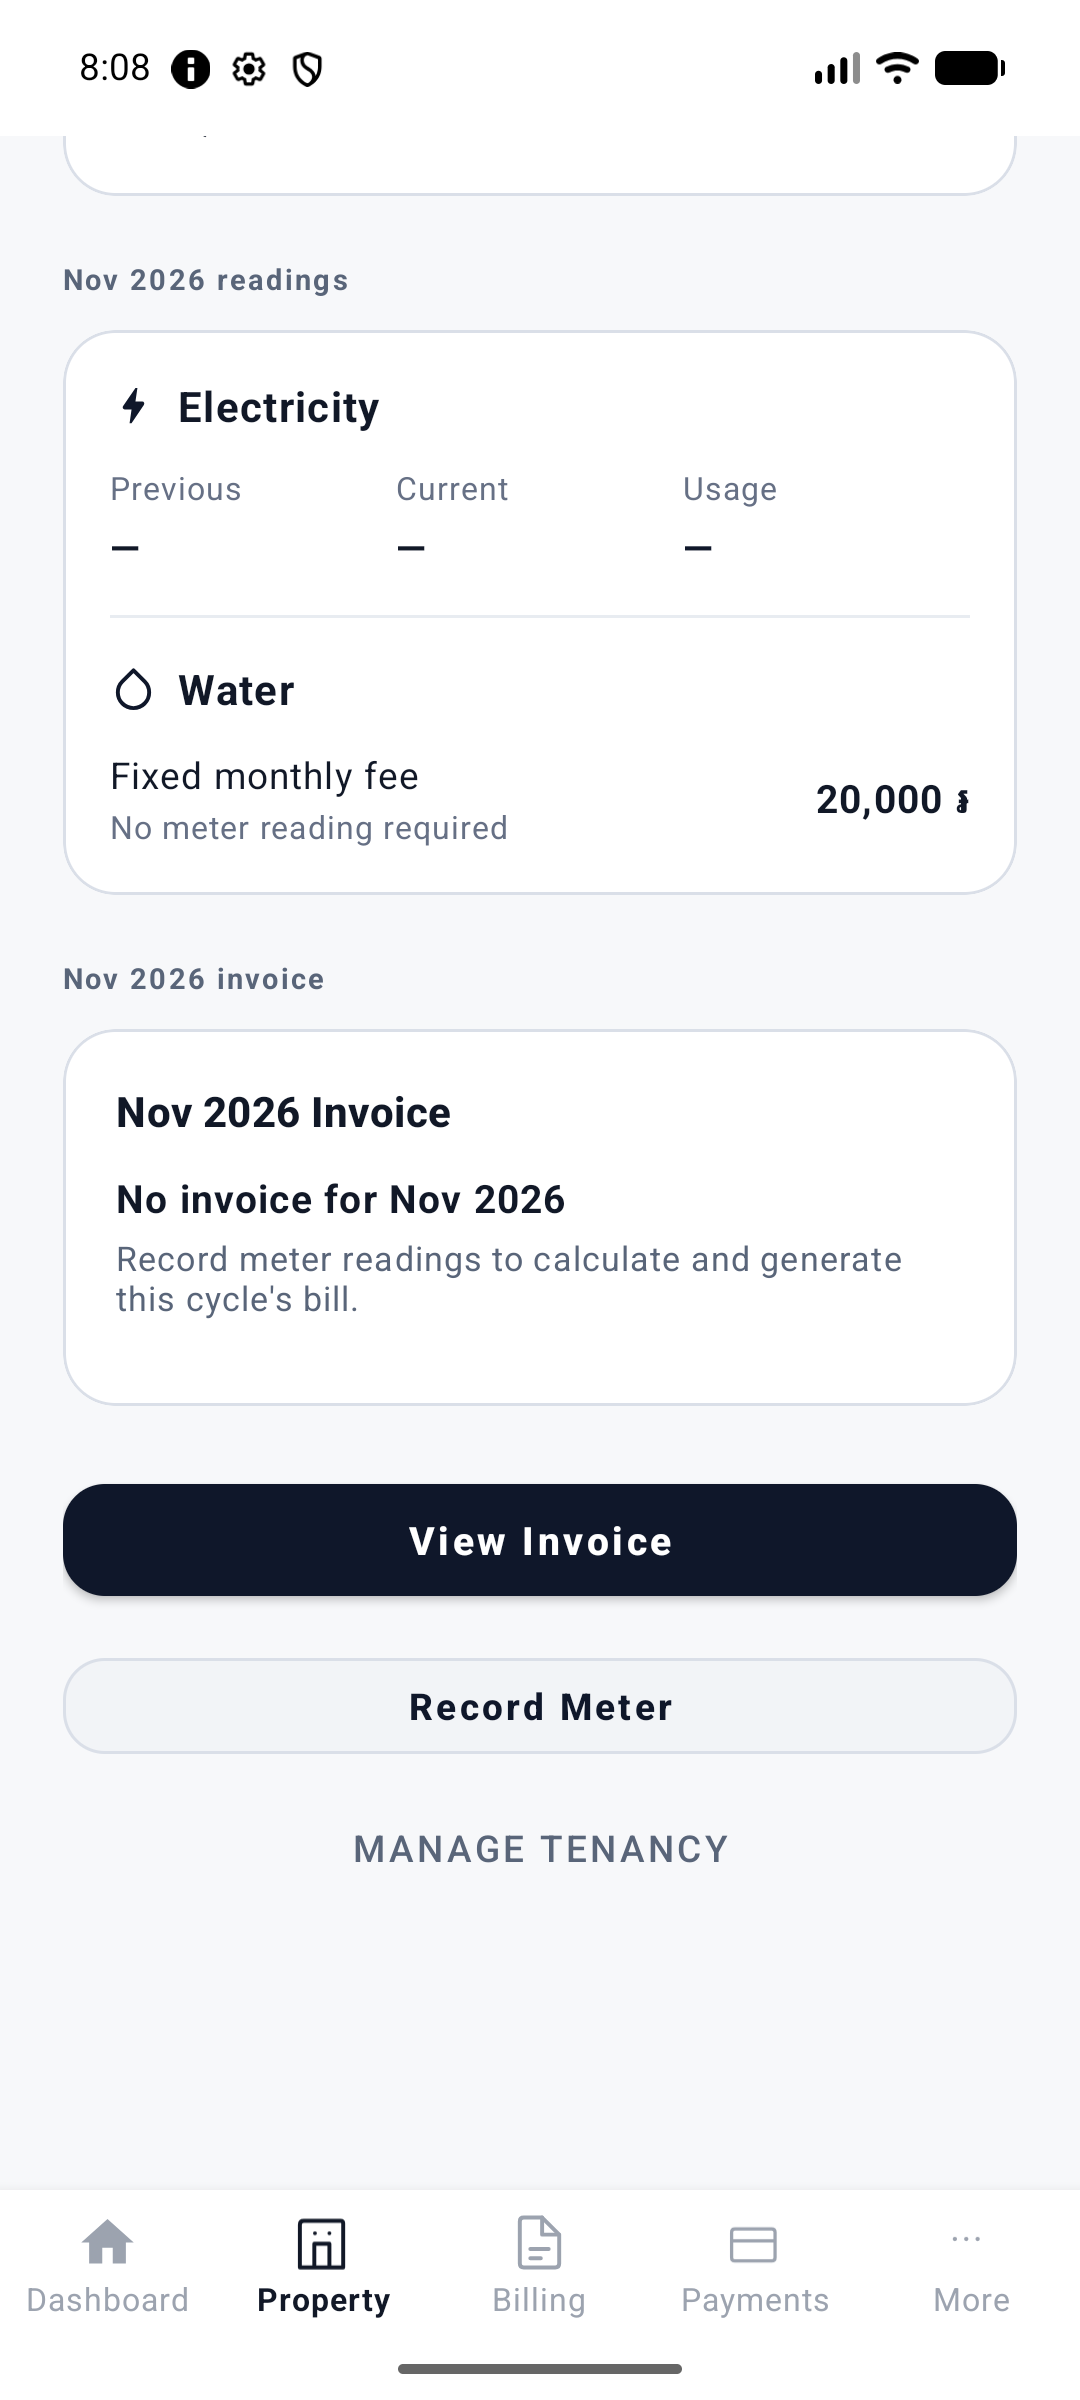 8:08
Nov 2026 readings
Electricity
Previous Current Usage
– – –
Water
Fixed monthly fee
No meter reading required
20,000 ៛
Nov 2026 invoice
Nov 2026 Invoice
No invoice for Nov 2026
Record meter readings to calculate and generate
this cycle's bill.
View Invoice
Record Meter
MANAGE TENANCY
Dashboard Property Billing Payments More